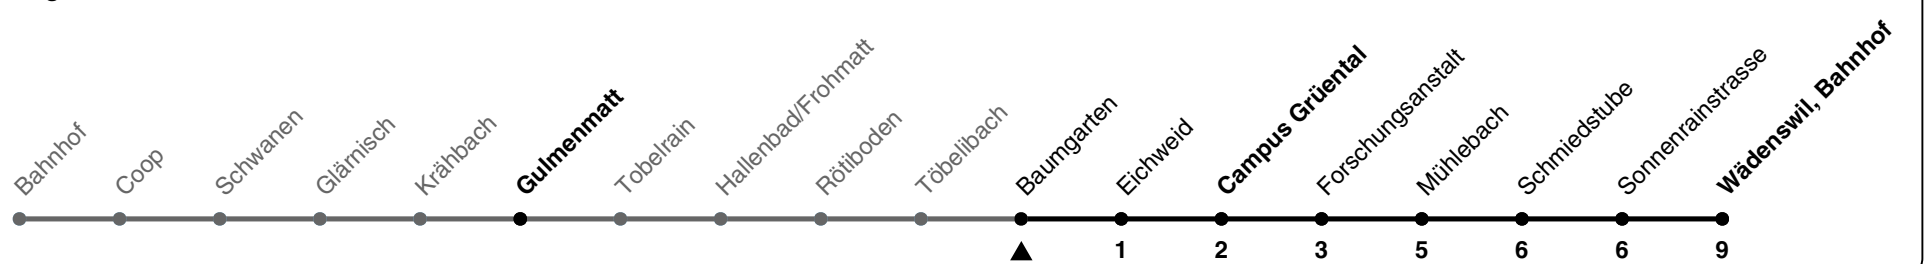 Bahnhof
Coop
Schwanen
Glärnisch
Krähbach
Gulmenmatt
Tobelrain
Hallenbad/Frohmatt
Rötiboden
Töbelibach
Baumgarten
Eichweid
Campus Grüental
Forschungsanstalt
Mühlebach
Schmiedstube
Sonnenrainstrasse
Wädenswil, Bahnhof
1 2 3 5 6 6 9